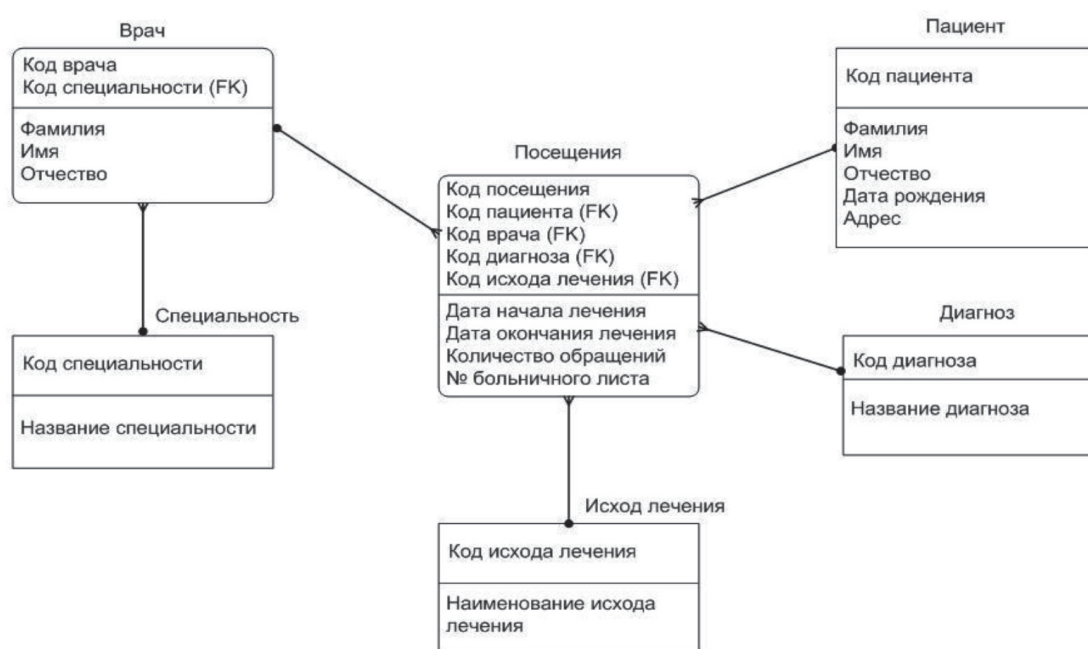 Врач
Код врача
Код специальности (FK)
Фамилия
Имя
Отчество
Специальность
Код специальности
Название специальности
Посещения
Код посещения
Код пациента (FK)
Код врача (FK)
Код диагноза (FK)
Код исхода лечения (FK)
Дата начала лечения
Дата окончания лечения
Количество обращений
№ больничного листа
Исход лечения
Код исхода лечения
Наименование исхода
лечения
Пациент
Код пациента
Фамилия
Имя
Отчество
Дата рождения
Адрес
Диагноз
Код диагноза
Название диагноза